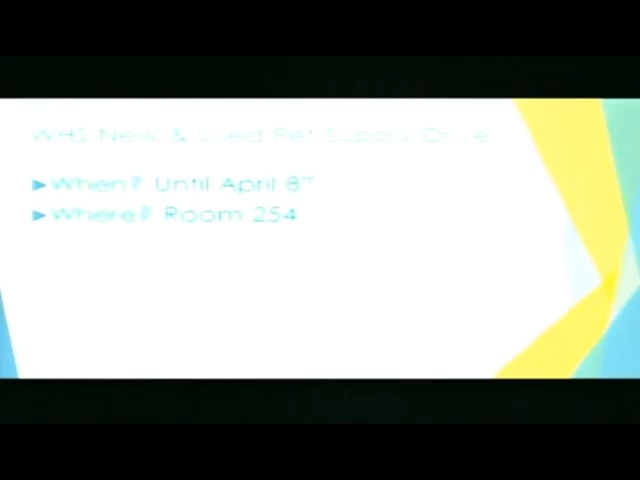 WHS New & Used Pet Supply Drive
When? Until April 8th
Where? Room 254